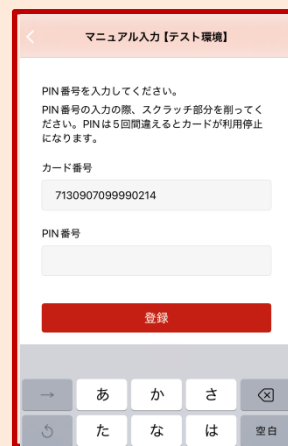 マニュアル入力【テスト環境】
PIN番号を入力してください。
PIN番号の入力の際、スクラッチ部分を削ってく
ださい。PINは5回間違えるとカードが利用停止
になります。
カード番号
7130907099990214
PIN番号
登録
→ あ か さ
た な は 空白